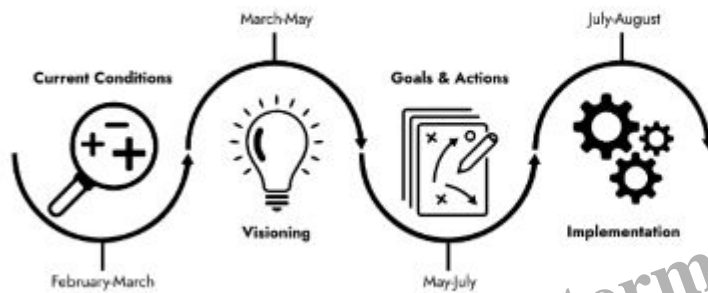 March-May
July-August
Current Conditions
Goals & Actions
Visioning
Implementation
February-March
May-July